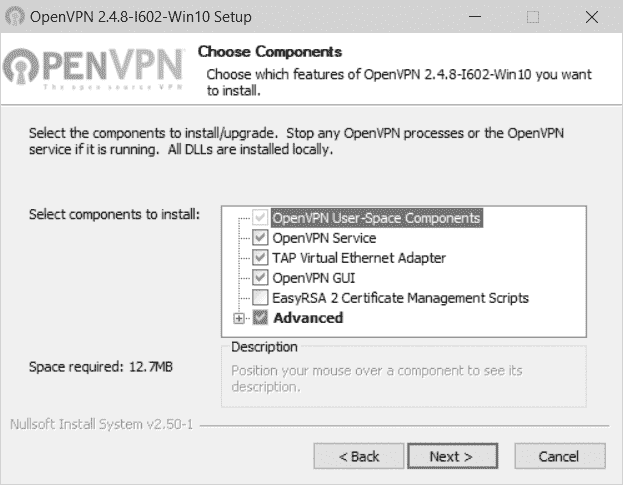 OpenVPN 2.4.8-I602-Win10 Setup
OPENVPN
The open source VPN
Choose Components
Choose which features of OpenVPN 2.4.8-I602-Win10 you want
to install.
Select the components to install/upgrade. Stop any OpenVPN processes or the OpenVPN
service if it is running. All DLLs are installed locally.
Select components to install:
OpenVPN User-Space Components
OpenVPN Service
TAP Virtual Ethernet Adapter
OpenVPN GUI
EasyRSA 2 Certificate Management Scripts
Advanced
Space required: 12.7MB
Description
Position your mouse over a component to see its
description.
Nullsoft Install System v2.50-1
< Back
Next >
Cancel